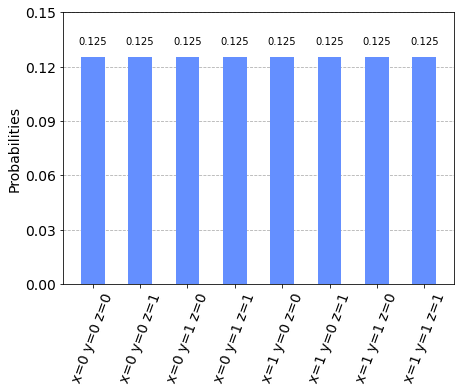 0.15
0.12
0.09
0.06
0.03
0.00
Probabilities
0.125 0.125 0.125 0.125 0.125 0.125 0.125 0.125
x=0 y=0 z=0
x=0 y=0 z=1
x=0 y=1 z=0
x=0 y=1 z=1
x=1 y=0 z=0
x=1 y=0 z=1
x=1 y=1 z=0
x=1 y=1 z=1